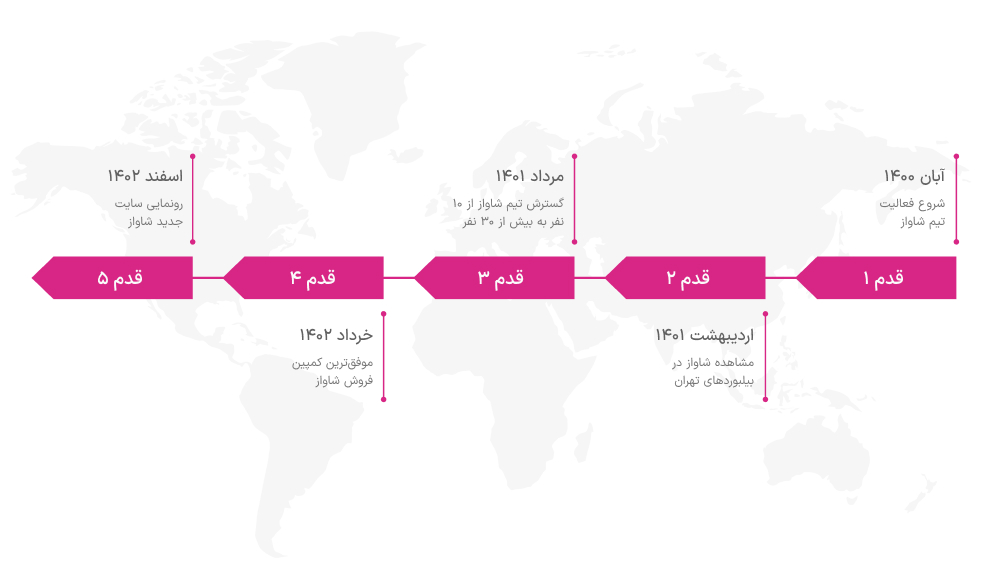 آبان ۱۴۰۰
شروع فعالیت
تیم شاواز
قدم ۱
قدم ۲
اردیبهشت ۱۴۰۱
مشاهده شاواز در
بیلبوردهای تهران
مرداد ۱۴۰۱
گسترش تیم شاواز از ۱۰
نفر به بیش از ۳۰ نفر
قدم ۳
قدم ۴
خرداد ۱۴۰۲
موفق‌ترین کمپین
فروش شاواز
اسفند ۱۴۰۲
رونمایی سایت
جدید شاواز
قدم ۵